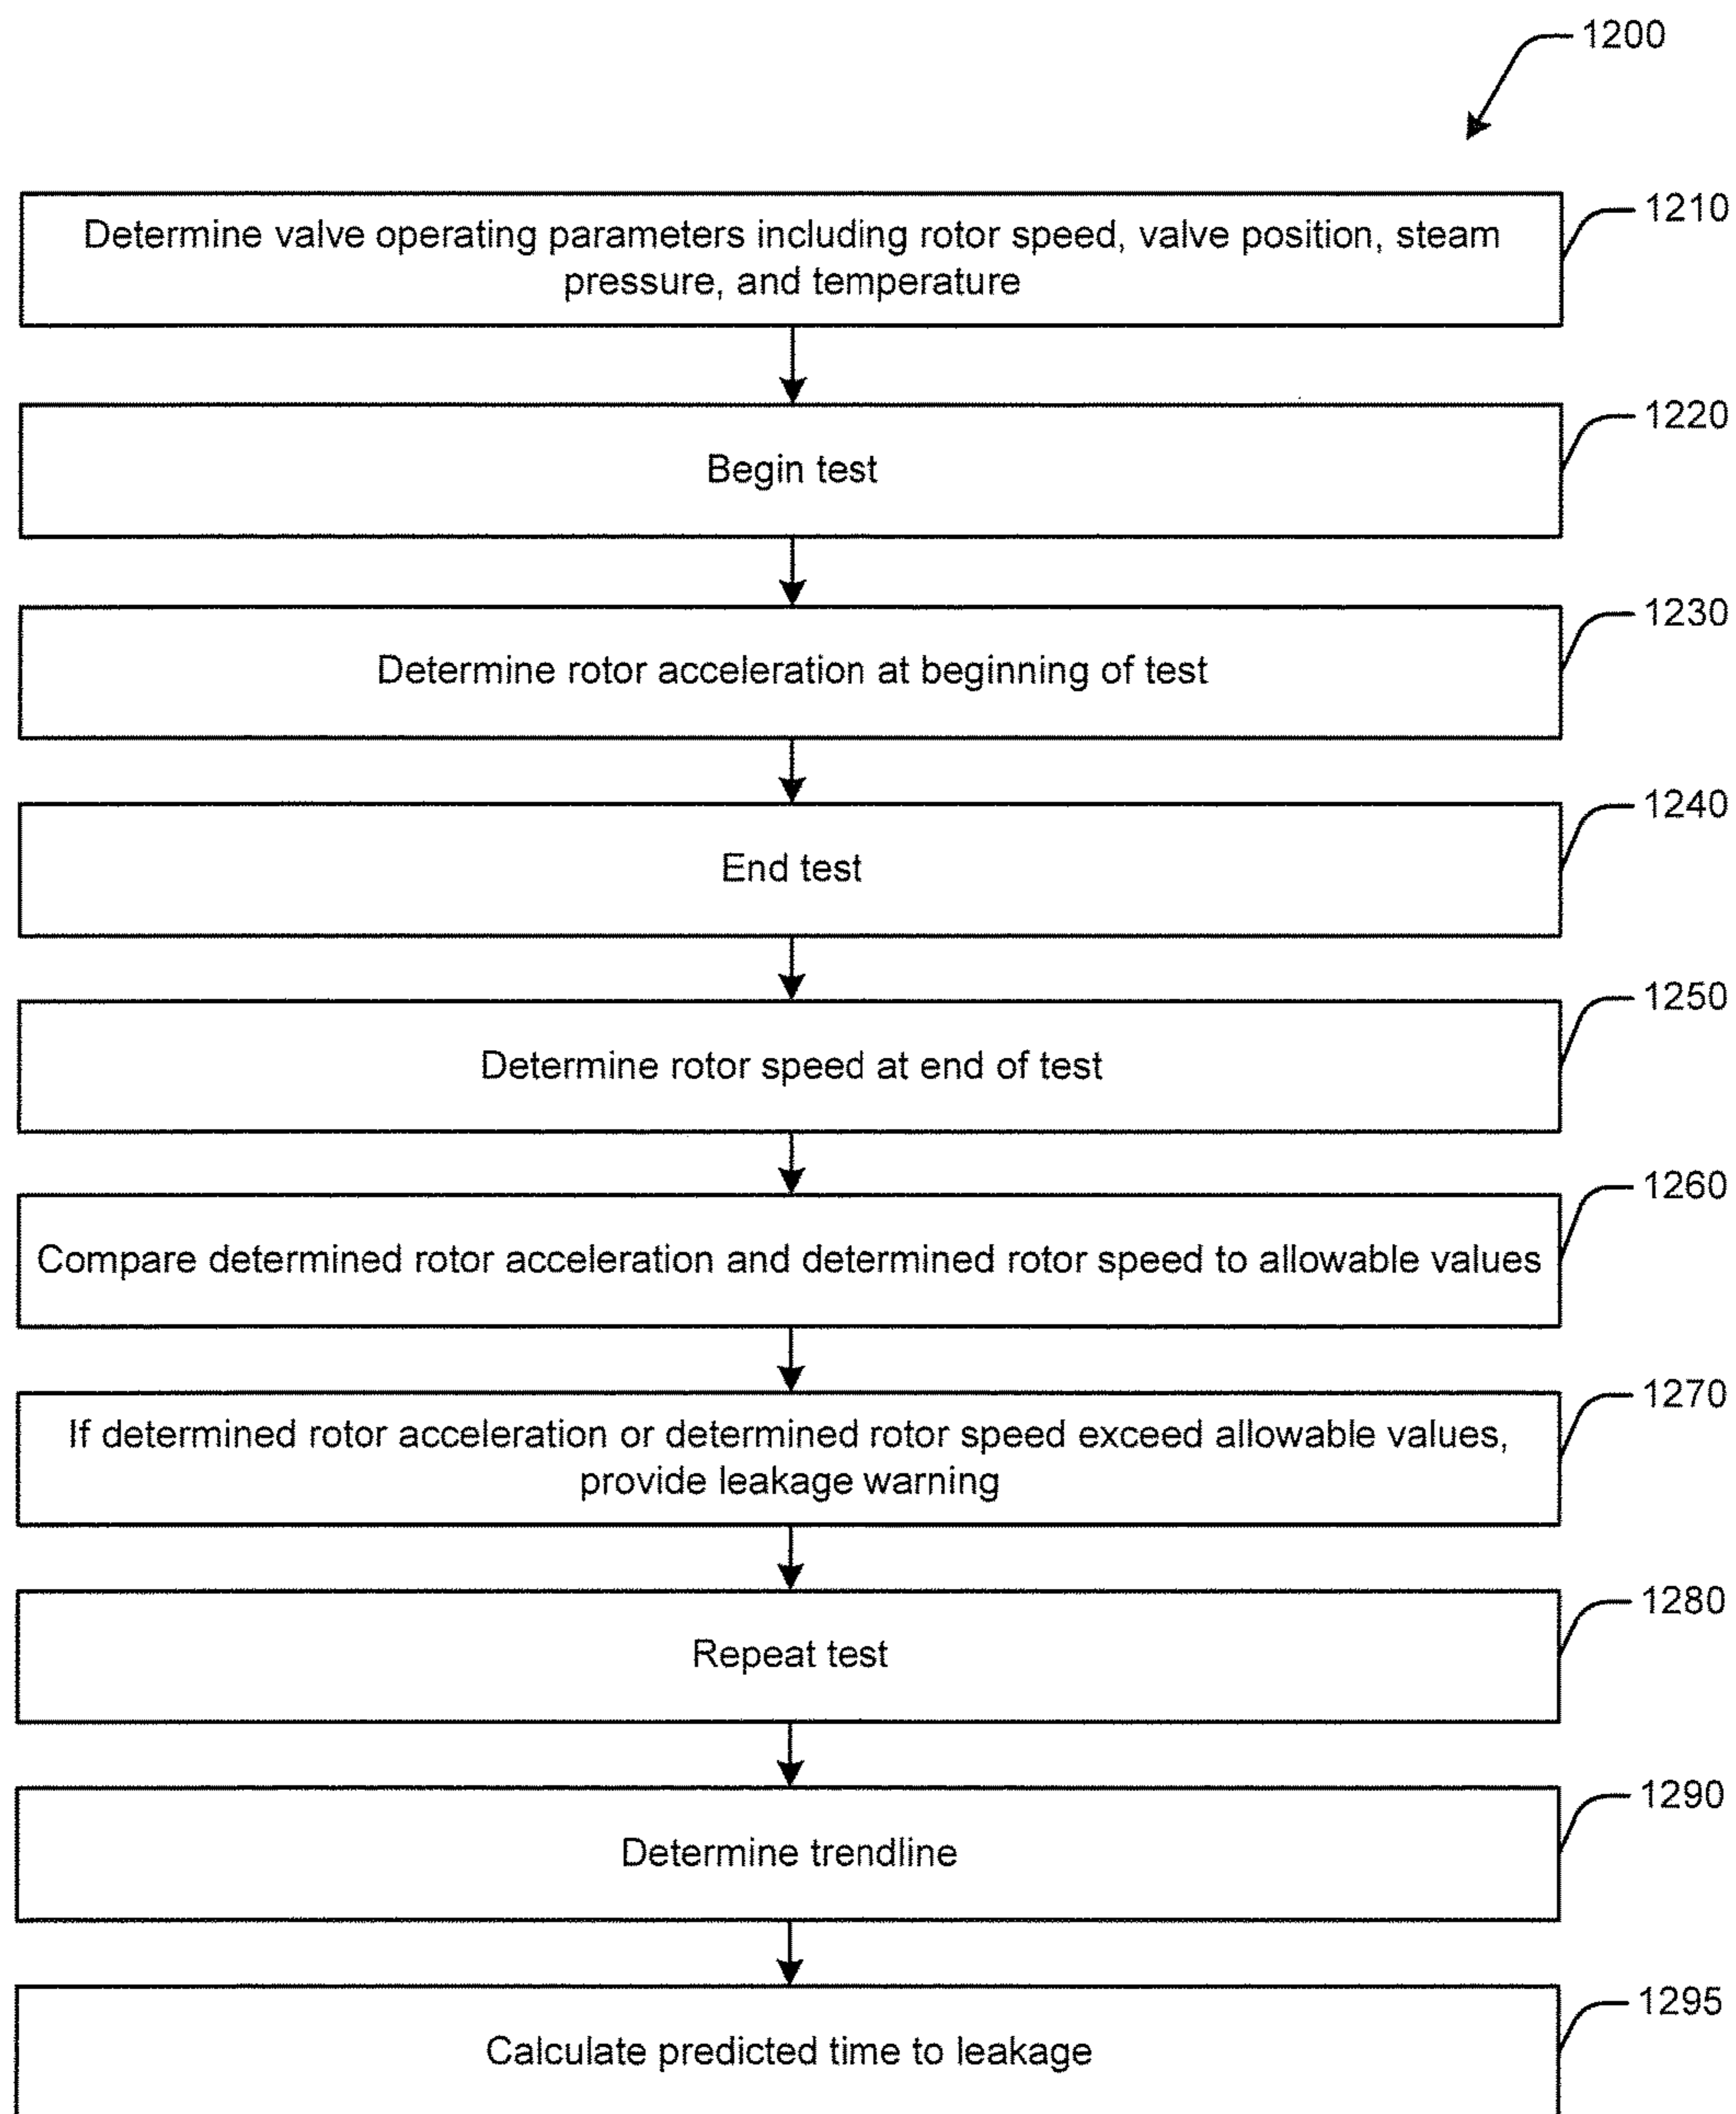 1200
Determine valve operating parameters including rotor speed, valve position, steam
pressure, and temperature
1210
Begin test
1220
Determine rotor acceleration at beginning of test
1230
End test
1240
Determine rotor speed at end of test
1250
Compare determined rotor acceleration and determined rotor speed to allowable values
1260
If determined rotor acceleration or determined rotor speed exceed allowable values,
provide leakage warning
1270
Repeat test
1280
Determine trendline
1290
Calculate predicted time to leakage
1295